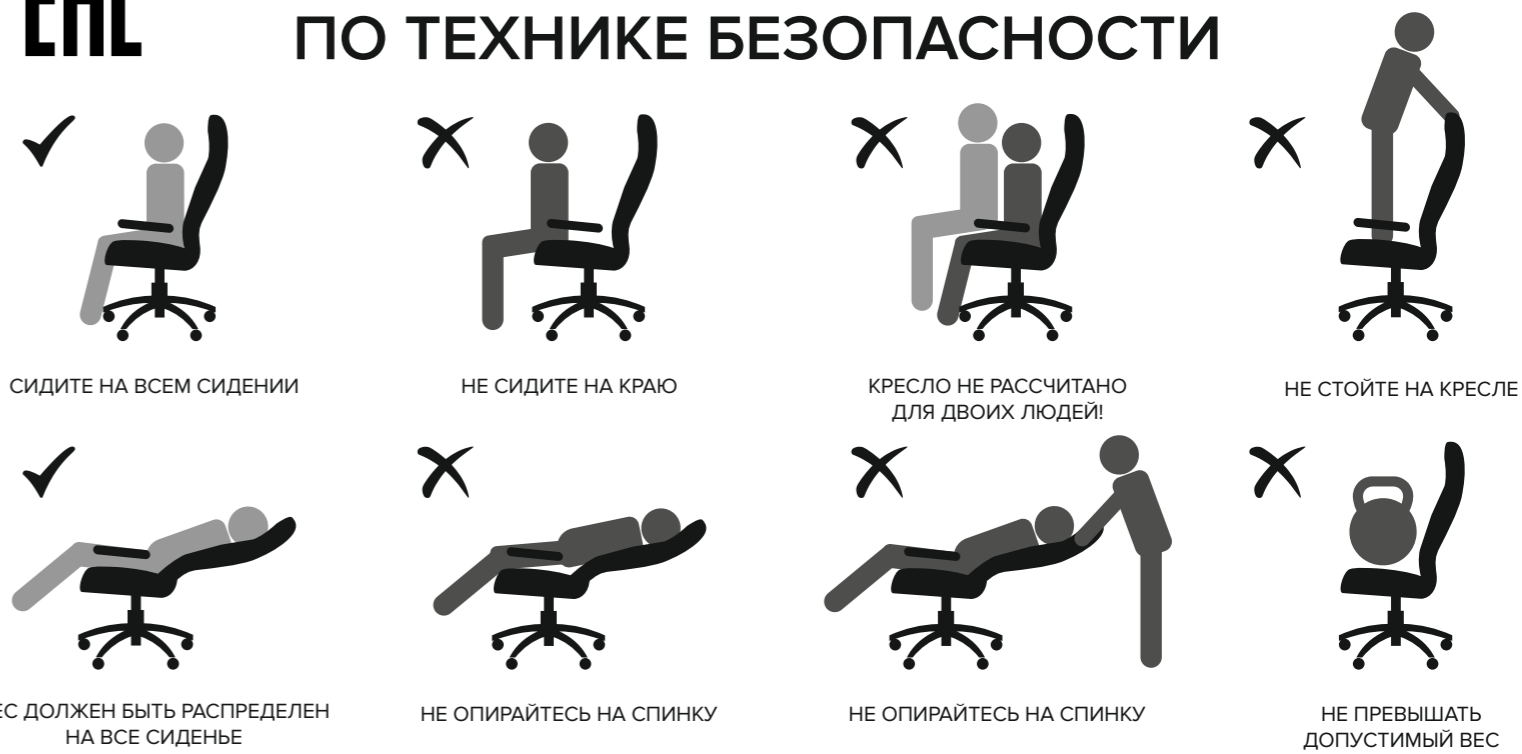 ПО ТЕХНИКЕ БЕЗОПАСНОСТИ
СИДИТЕ НА ВСЕМ СИДЕНИИ
НЕ СИДИТЕ НА КРАЮ
КРЕСЛО НЕ РАССЧИТАНО
ДЛЯ ДВОИХ ЛЮДЕЙ!
НЕ СТОЙТЕ НА КРЕСЛЕ
ЕС ДОЛЖЕН БЫТЬ РАСПРЕДЕЛЕН
НА ВСЕ СИДЕНЬЕ
НЕ ОПИРАЙТЕСЬ НА СПИНКУ
НЕ ОПИРАЙТЕСЬ НА СПИНКУ
НЕ ПРЕВЫШАТЬ
ДОПУСТИМЫЙ ВЕС